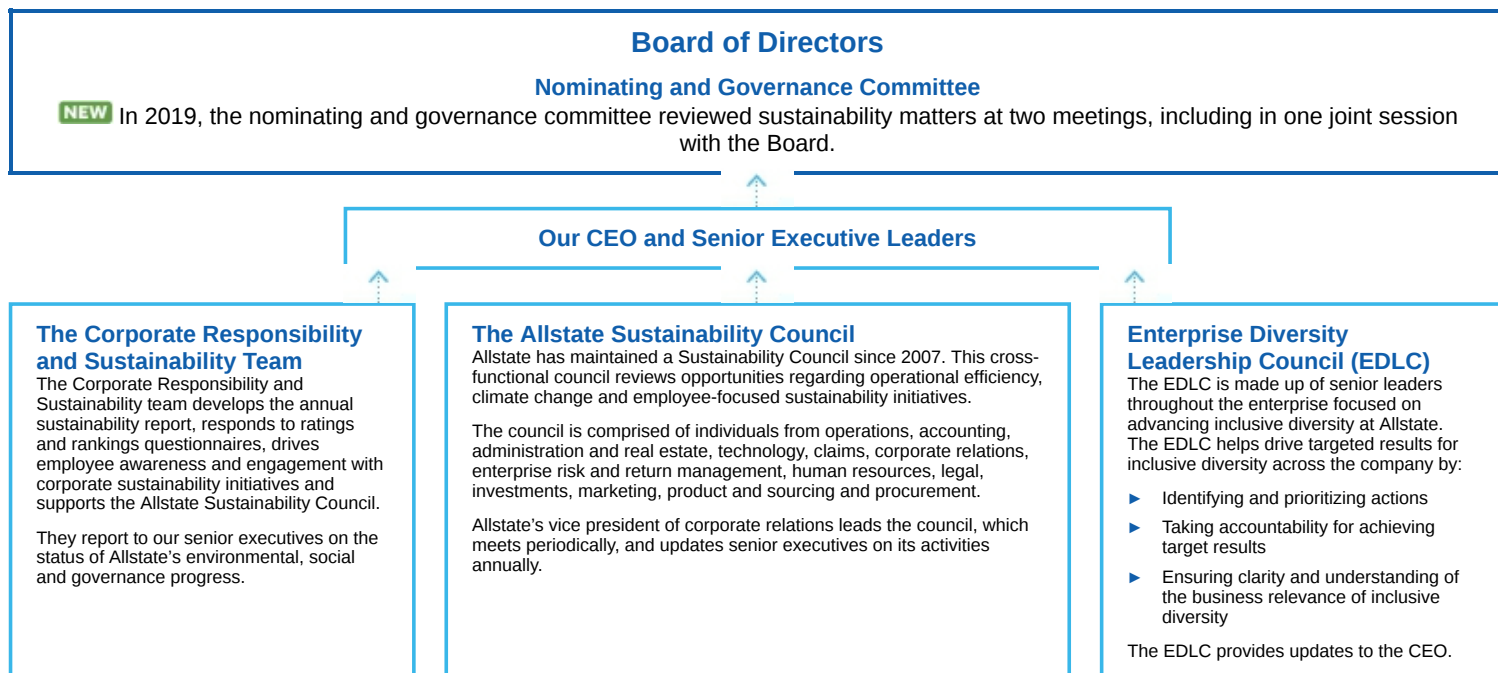 Board of Directors
Nominating and Governance Committee
NEW In 2019, the nominating and governance committee reviewed sustainability matters at two meetings, including in one joint session
with the Board.
Our CEO and Senior Executive Leaders
The Corporate Responsibility
and Sustainability Team
The Corporate Responsibility and
Sustainability team develops the annual
sustainability report, responds to ratings
and rankings questionnaires, drives
employee awareness and engagement with
corporate sustainability initiatives and
supports the Allstate Sustainability Council.
They report to our senior executives on the
status of Allstate’s environmental, social
and governance progress.
The Allstate Sustainability Council
Allstate has maintained a Sustainability Council since 2007. This cross-
functional council reviews opportunities regarding operational efficiency,
climate change and employee-focused sustainability initiatives.
The council is comprised of individuals from operations, accounting,
administration and real estate, technology, claims, corporate relations,
enterprise risk and return management, human resources, legal,
investments, marketing, product and sourcing and procurement.
Allstate’s vice president of corporate relations leads the council, which
meets periodically, and updates senior executives on its activities
annually.
Enterprise Diversity
Leadership Council (EDLC)
The EDLC is made up of senior leaders
throughout the enterprise focused on
advancing inclusive diversity at Allstate.
The EDLC helps drive targeted results for
inclusive diversity across the company by:
► Identifying and prioritizing actions
► Taking accountability for achieving
target results
► Ensuring clarity and understanding of
the business relevance of inclusive
diversity
The EDLC provides updates to the CEO.